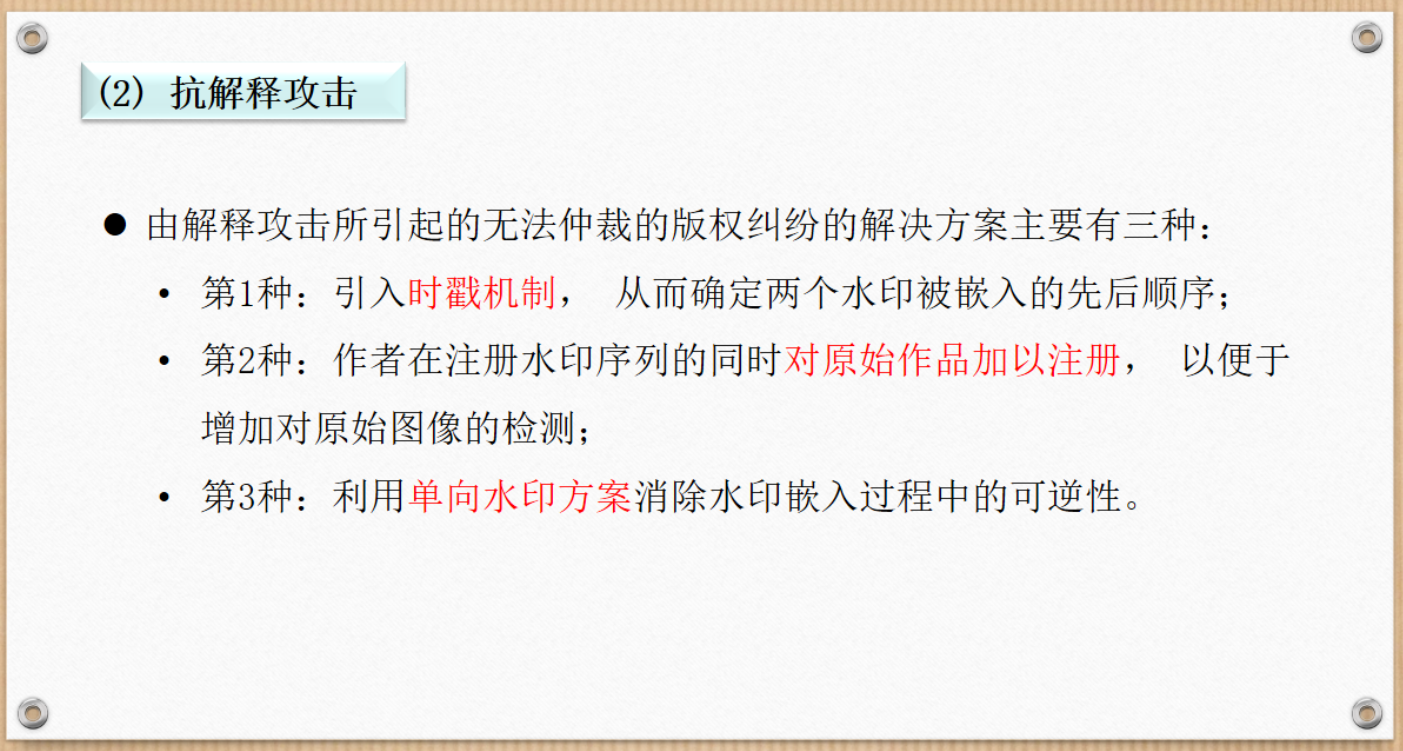 (2) 抗解释攻击
● 由解释攻击所引起的无法仲裁的版权纠纷的解决方案主要有三种：
• 第1种：引入时戳机制， 从而确定两个水印被嵌入的先后顺序；
• 第2种：作者在注册水印序列的同时对原始作品加以注册， 以便于
增加对原始图像的检测；
• 第3种：利用单向水印方案消除水印嵌入过程中的可逆性。